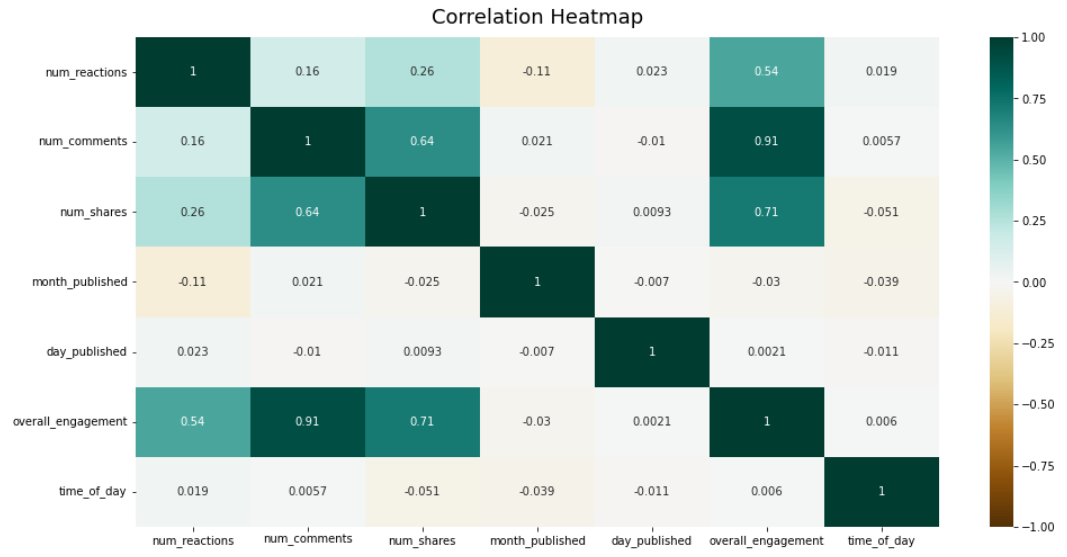 Correlation Heatmap
num_reactions 1 0.16 0.26 -0.11 0.023 0.54 0.019
num_comments 0.16 1 0.64 0.021 -0.01 0.91 0.0057
num_shares 0.26 0.64 1 -0.025 0.0093 0.71 -0.051
month_published -0.11 0.021 -0.025 1 -0.007 -0.03 -0.039
day_published 0.023 -0.01 0.0093 -0.007 1 0.0021 -0.011
overall_engagement 0.54 0.91 0.71 -0.03 0.0021 1 0.006
time_of_day 0.019 0.0057 -0.051 -0.039 -0.011 0.006 1
num_reactions num_comments num_shares month_published day_published overall_engagement time_of_day
1.00
0.75
0.50
0.25
0.00
−0.25
−0.50
−0.75
−1.00